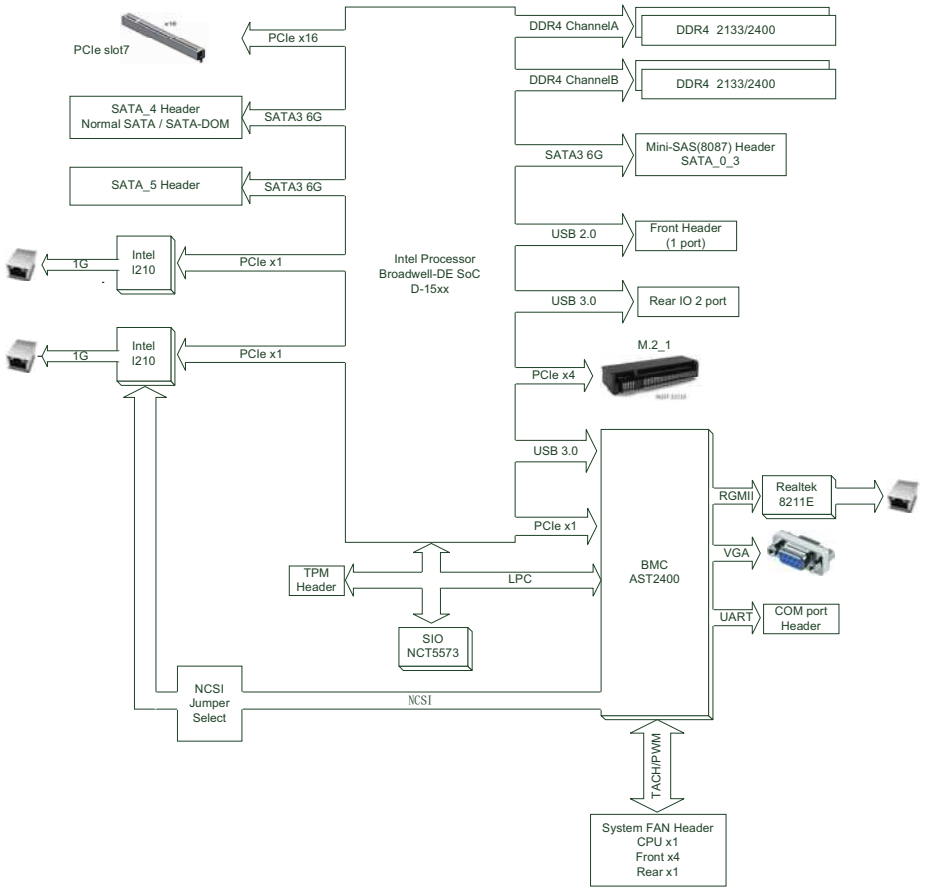 x16
PCIe slot7
PCIe x16
DDR4 ChannelA
DDR4 2133/2400
DDR4 ChannelB
DDR4 2133/2400
SATA_4 Header
Normal SATA / SATA-DOM
SATA3 6G
SATA3 6G
Mini-SAS(8087) Header
SATA_0_3
SATA_5 Header
SATA3 6G
USB 2.0
Front Header
(1 port)
1G
Intel
I210
PCIe x1
Intel Processor
Broadwell-DE SoC
D-15xx
USB 3.0
Rear IO 2 port
1G
Intel
I210
PCIe x1
M.2_1
PCIe x4
USB 3.0
RGMII
Realtek
8211E
PCIe x1
VGA
BMC
AST2400
TPM
Header
LPC
UART
COM port
Header
SIO
NCT5573
NCSI
Jumper
Select
NCSI
TACH/PWM
System FAN Header
CPU x1
Front x4
Rear x1